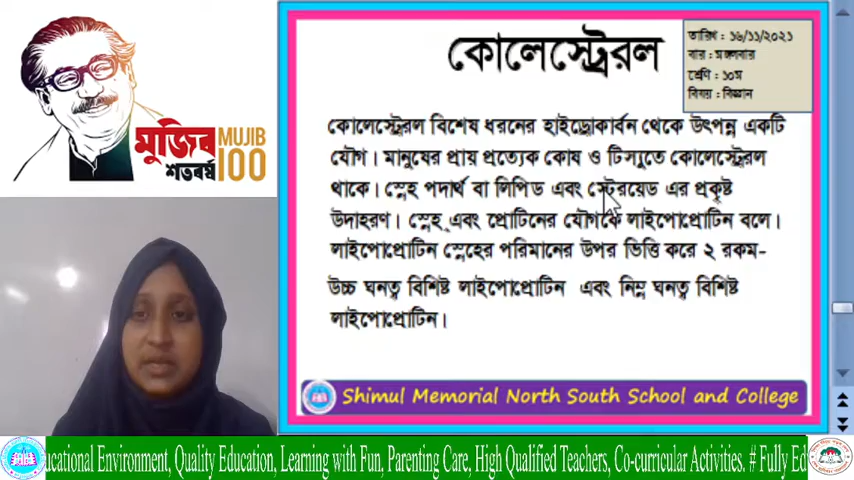 মুজিব
শতবর্ষ
MUJIB
100
কোলেস্ট্রেরল
তারিখ : ১৬/১১/২০২১
বার : মঙ্গলবার
শ্রেণি : ১০ম
বিষয় : বিজ্ঞান
কোলেস্ট্রেরল বিশেষ ধরনের হাইড্রোকার্বন থেকে উৎপন্ন একটি
যৌগ। মানুষের প্রায় প্রত্যেক কোষ ও টিস্যুতে কোলেস্ট্রেরল
থাকে। স্নেহ পদার্থ বা লিপিড এবং স্টেরয়েড এর প্রকৃষ্ট
উদাহরণ। স্নেহ এবং প্রোটিনের যৌগকে লাইপোপ্রোটিন বলে।
লাইপোপ্রোটিন স্নেহের পরিমানের উপর ভিত্তি করে ২ রকম-
উচ্চ ঘনত্ব বিশিষ্ট লাইপোপ্রোটিন এবং নিম্ন ঘনত্ব বিশিষ্ট
লাইপোপ্রোটিন।
Shimul Memorial North South School and College
ucational Environment, Quality Education, Learning with Fun, Parenting Care, High Qualified Teachers, Co-curricular Activities. # Fully Ed